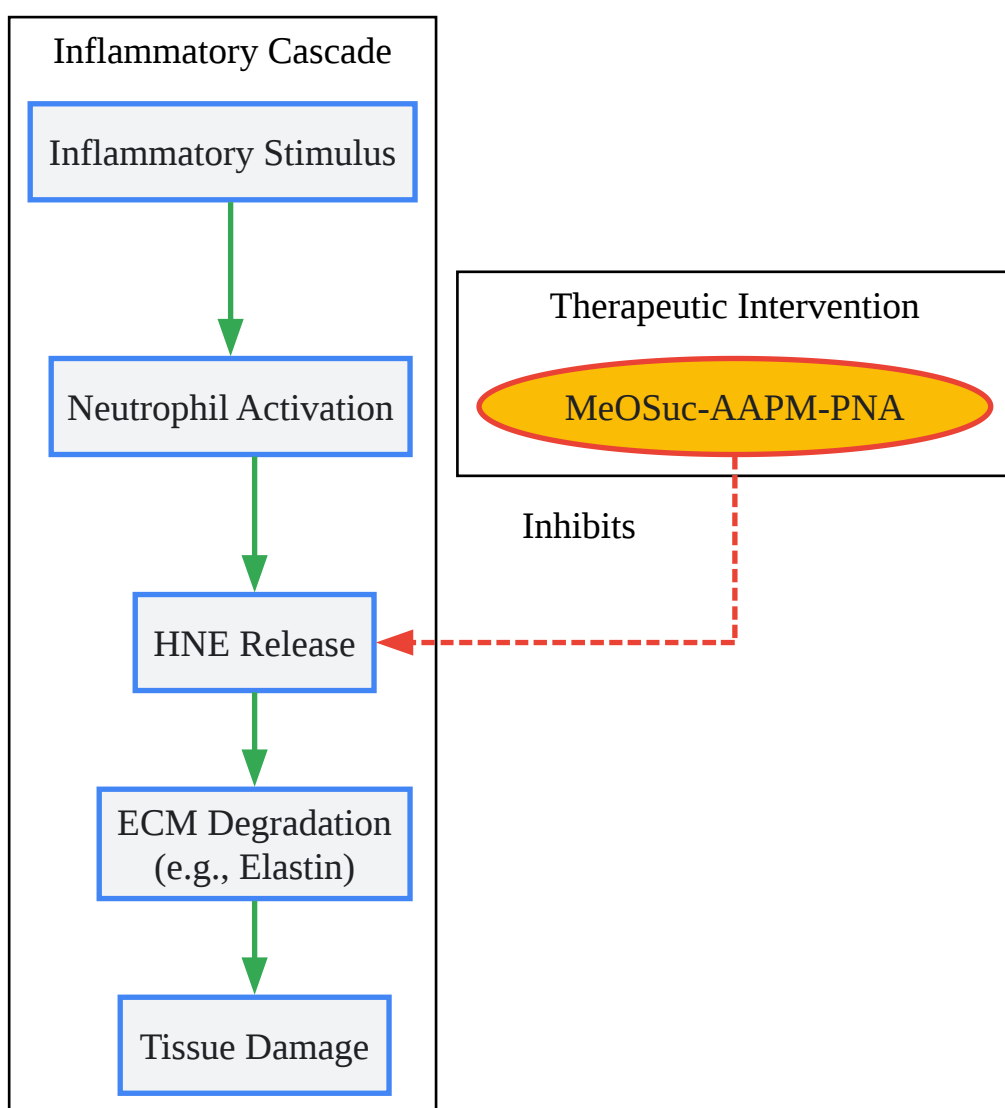 Inflammatory Cascade
Inflammatory Stimulus
Neutrophil Activation
HNE Release
ECM Degradation
(e.g., Elastin)
Tissue Damage
Therapeutic Intervention
MeOSuc-AAPM-PNA
Inhibits